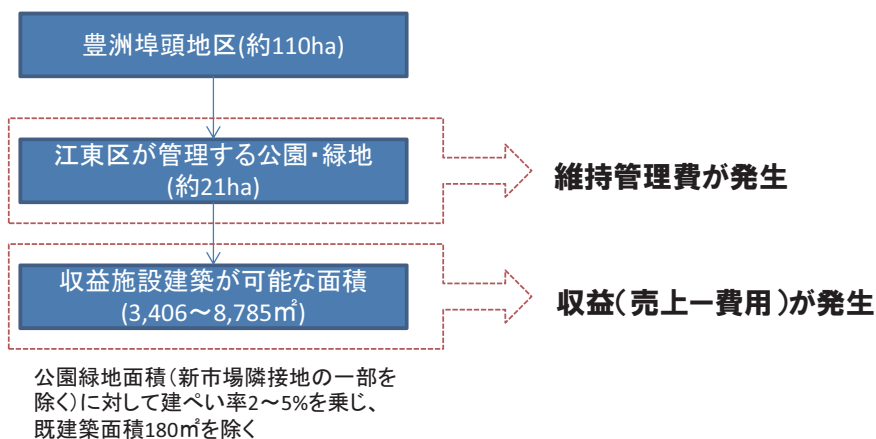 豊洲埠頭地区(約110ha)
江東区が管理する公園・緑地
(約21ha)
維持管理費が発生
収益施設建築が可能な面積
(3,406～8,785㎡)
収益(売上ー費用)が発生
公園緑地面積(新市場隣接地の一部を
除く)に対して建ぺい率2～5%を乗じ、
既建築面積180㎡を除く